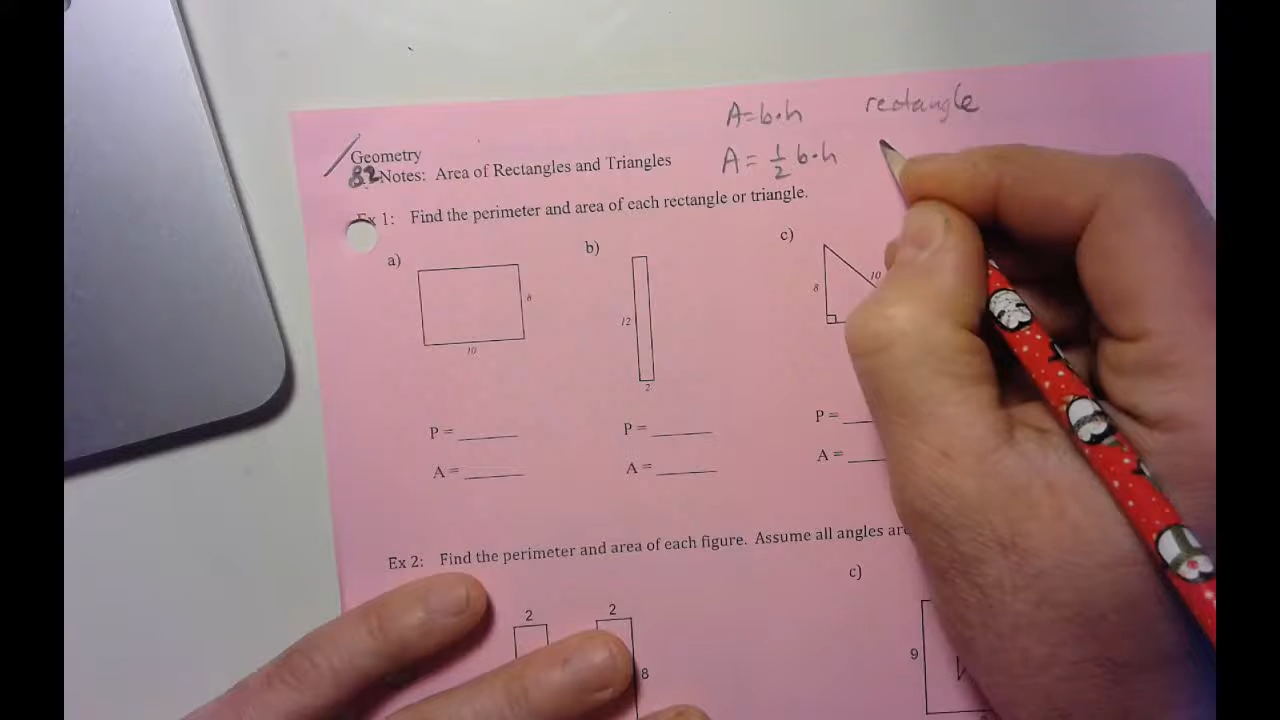 A=b·h rectangle
Geometry
8.2 Notes: Area of Rectangles and Triangles
A = 1/2 b·h
Ex 1: Find the perimeter and area of each rectangle or triangle.
a) b) c)
8 10
12 8 10
2
P = ______ P = ______ P =
A = ______ A = ______ A =
Ex 2: Find the perimeter and area of each figure. Assume all angles are
c)
2 2
9 8